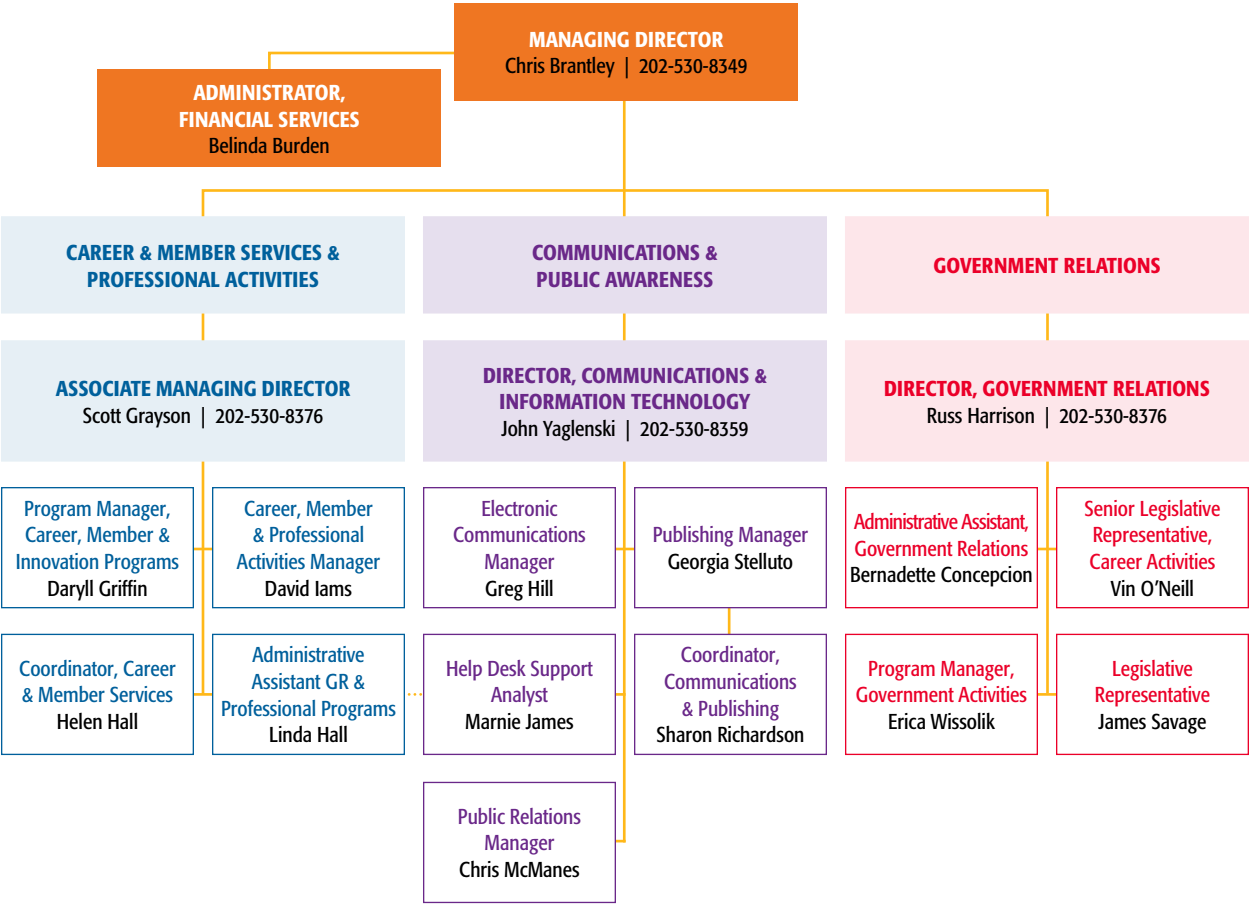 MANAGING DIRECTOR
Chris Brantley | 202-530-8349
ADMINISTRATOR,
FINANCIAL SERVICES
Belinda Burden
CAREER & MEMBER SERVICES &
PROFESSIONAL ACTIVITIES
COMMUNICATIONS &
PUBLIC AWARENESS
GOVERNMENT RELATIONS
ASSOCIATE MANAGING DIRECTOR
Scott Grayson | 202-530-8376
DIRECTOR, COMMUNICATIONS &
INFORMATION TECHNOLOGY
John Yaglenski | 202-530-8359
DIRECTOR, GOVERNMENT RELATIONS
Russ Harrison | 202-530-8376
Program Manager,
Career, Member &
Innovation Programs
Daryll Griffin
Career, Member
& Professional
Activities Manager
David Iams
Electronic
Communications
Manager
Greg Hill
Publishing Manager
Georgia Stelluto
Administrative Assistant,
Government Relations
Bernadette Concepcion
Senior Legislative
Representative,
Career Activities
Vin O'Neill
Coordinator, Career
& Member Services
Helen Hall
Administrative
Assistant GR &
Professional Programs
Linda Hall
Help Desk Support
Analyst
Marnie James
Coordinator,
Communications
& Publishing
Sharon Richardson
Program Manager,
Government Activities
Erica Wissolik
Legislative
Representative
James Savage
Public Relations
Manager
Chris McManes